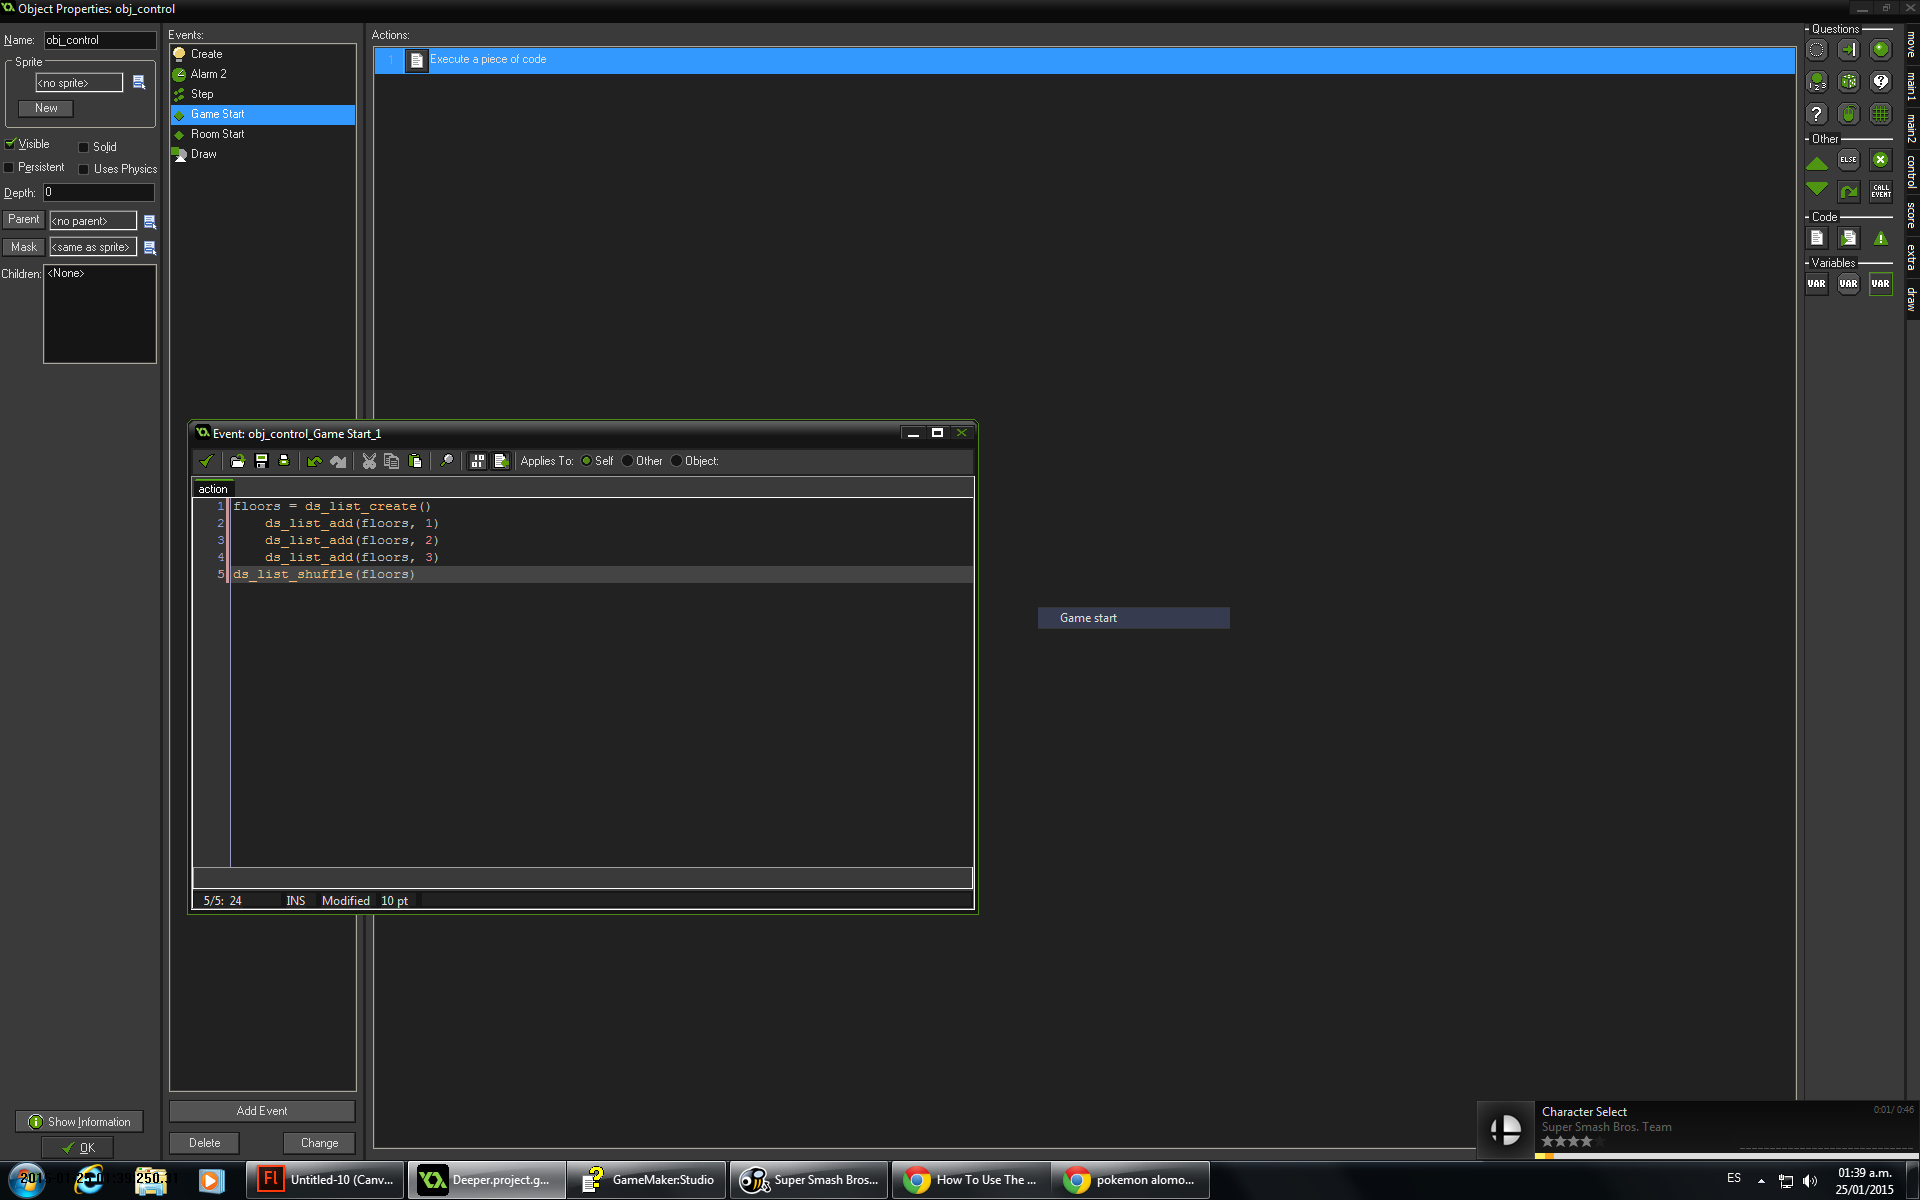 Object Properties: obj_control
Name: obj_control
Sprite
<no sprite>
New
Visible
Solid
Persistent
Uses Physics
Depth: 0
Parent <no parent>
Mask <same as sprite>
Children: <None>
Show Information
OK
Events:
Create
Alarm 2
Step
Game Start
Room Start
Draw
Add Event
Delete
Change
Actions:
1 Execute a piece of code
Event: obj_control_Game Start_1
Applies To: Self Other Object:
action
1 floors = ds_list_create()
2 ds_list_add(floors, 1)
3 ds_list_add(floors, 2)
4 ds_list_add(floors, 3)
5 ds_list_shuffle(floors)
5/5: 24 INS Modified 10 pt
Game start
Questions
1 2 3
?
Other
ELSE
CALL EVENT
Code
Variables
VAR VAR VAR
move
main1
main2
control
score
extra
draw
Character Select
0:01/ 0:46
Super Smash Bros. Team
Untitled-10 (Canv...
Deeper.project.g...
GameMaker:Studio
Super Smash Bros...
How To Use The ...
pokemon alomo...
ES
01:39 a.m.
25/01/2015